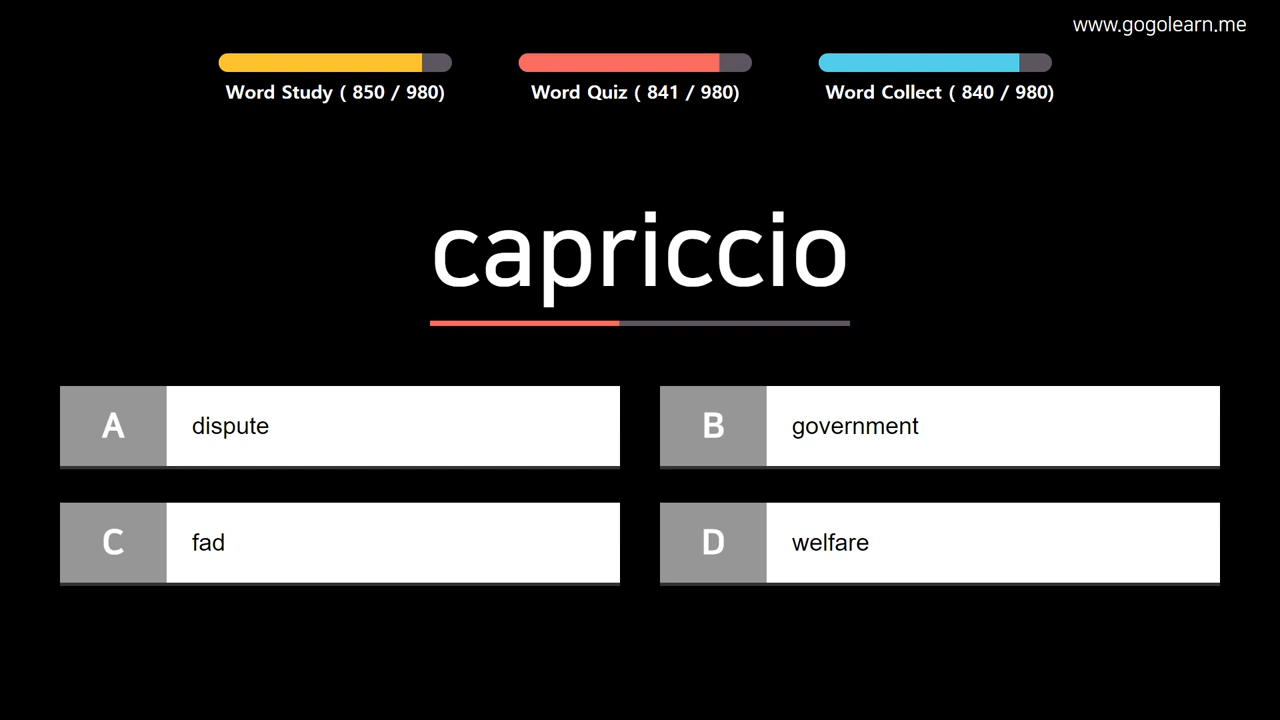 www.gogolearn.me
Word Study ( 850 / 980)
Word Quiz ( 841 / 980)
Word Collect ( 840 / 980)
capriccio
A dispute
B government
C fad
D welfare